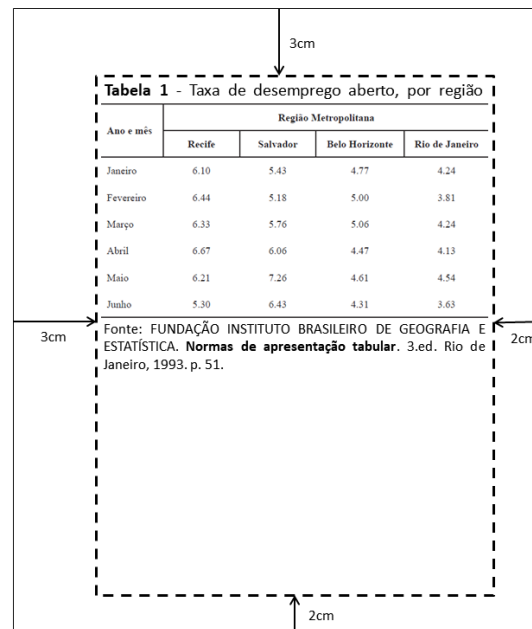 3cm
Tabela 1 - Taxa de desemprego aberto, por região
Região Metropolitana
Ano e mês
Recife Salvador Belo Horizonte Rio de Janeiro
Janeiro 6.10 5.43 4.77 4.24
Fevereiro 6.44 5.18 5.00 3.81
Março 6.33 5.76 5.06 4.24
Abril 6.67 6.06 4.47 4.13
Maio 6.21 7.26 4.61 4.54
Junho 5.30 6.43 4.31 3.63
3cm
2cm
Fonte: FUNDAÇÃO INSTITUTO BRASILEIRO DE GEOGRAFIA E
ESTATÍSTICA. Normas de apresentação tabular. 3.ed. Rio de
Janeiro, 1993. p. 51.
2cm